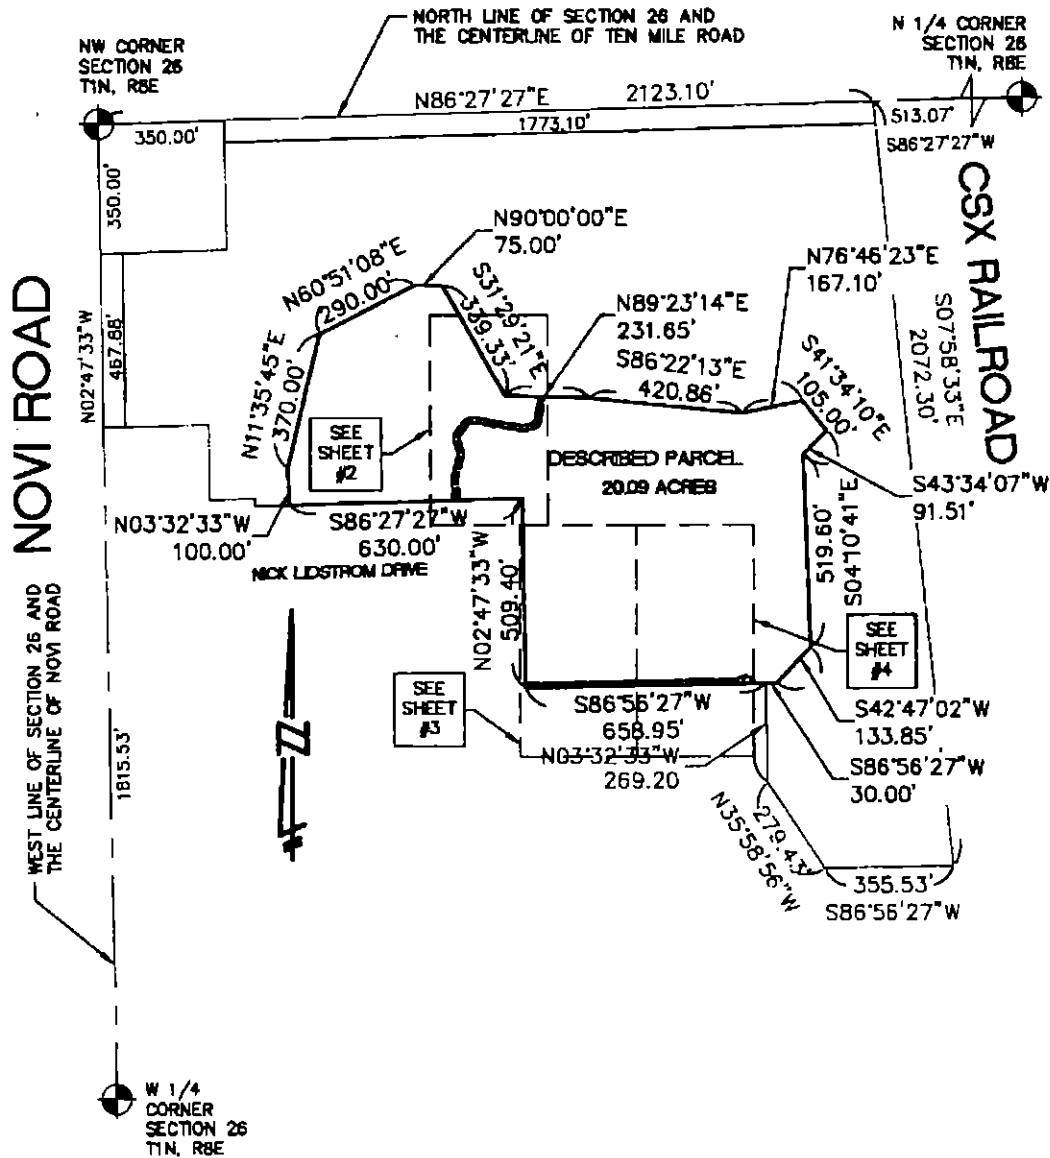 NORTH LINE OF SECTION 26 AND
THE CENTERLINE OF TEN MILE ROAD
NW CORNER
SECTION 26
T1N, R8E
N 1/4 CORNER
SECTION 26
T1N, R8E
N86°27'27"E 2123.10'
350.00'
1773.10'
513.07'
S86°27'27"W
350.00'
CSX RAILROAD
N90°00'00"E
75.00'
N60°51'08"E
290.00'
S31°29'21"E
339.33'
N76°46'23"E
167.10'
N89°23'14"E
231.65'
S86°22'13"E
420.86'
S41°34'10"E
105.00'
S07°58'33"E
2072.30'
NOVI ROAD
N02°47'33"W
467.88'
N11°35'45"E
370.00'
SEE
SHEET
#2
DESCRIBED PARCEL
20.09 ACRES
S43°34'07"W
91.51'
N03°32'33"W
100.00'
S86°27'27"W
630.00'
NICK LIDSTROM DRIVE
N02°47'33"W
509.40'
519.60'
S04°10'41"E
WEST LINE OF SECTION 26 AND
THE CENTERLINE OF NOVI ROAD
SEE
SHEET
#4
SEE
SHEET
#3
S86°56'27"W
658.95'
S42°47'02"W
133.85'
N03°32'33"W
269.20
S86°56'27"W
30.00'
1815.53'
279.43'
N35°58'56"W
355.53'
S86°56'27"W
W 1/4
CORNER
SECTION 26
T1N, R8E